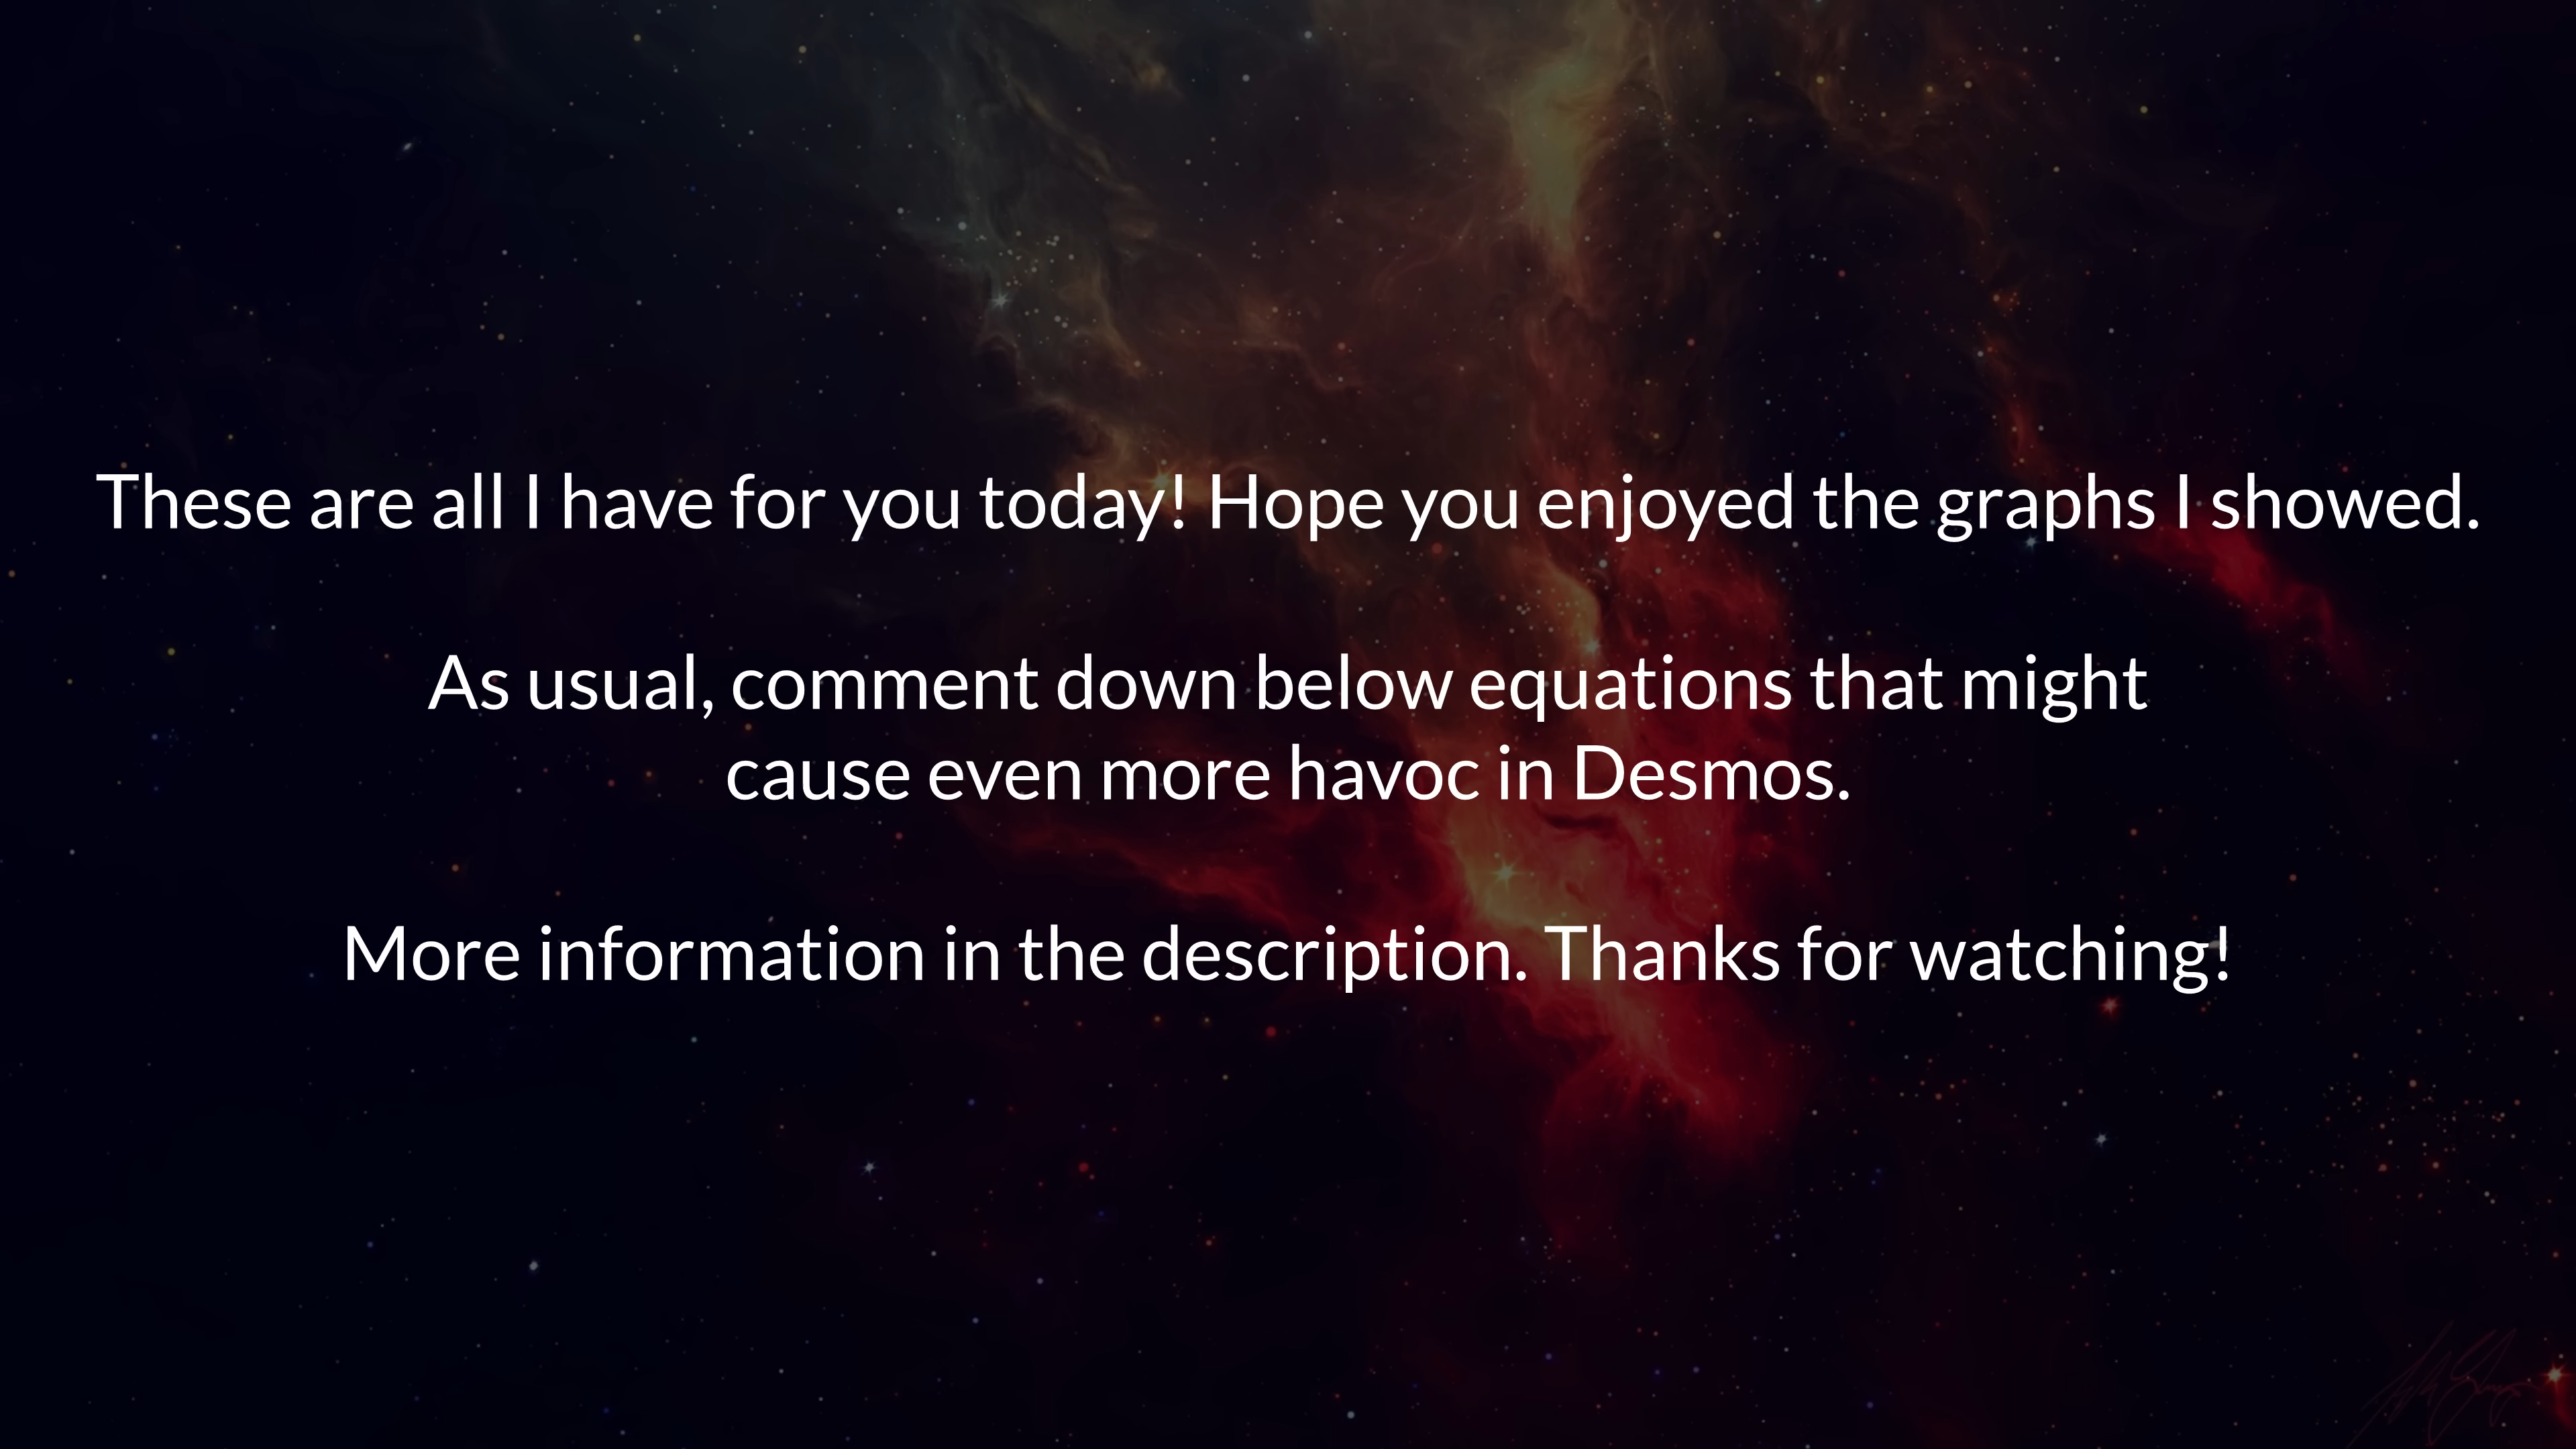 These are all I have for you today! Hope you enjoyed the graphs I showed.
As usual, comment down below equations that might
cause even more havoc in Desmos.
More information in the description. Thanks for watching!